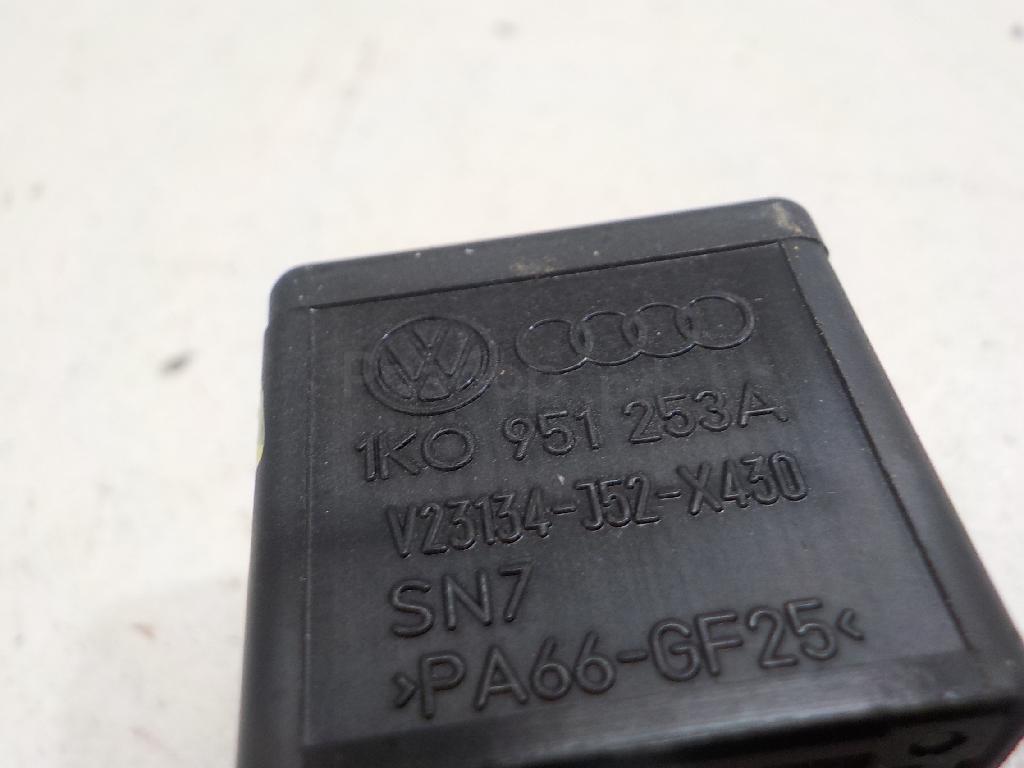 1K0 951 253A
V23134-J52-X430
SN7
>PA66-GF25<